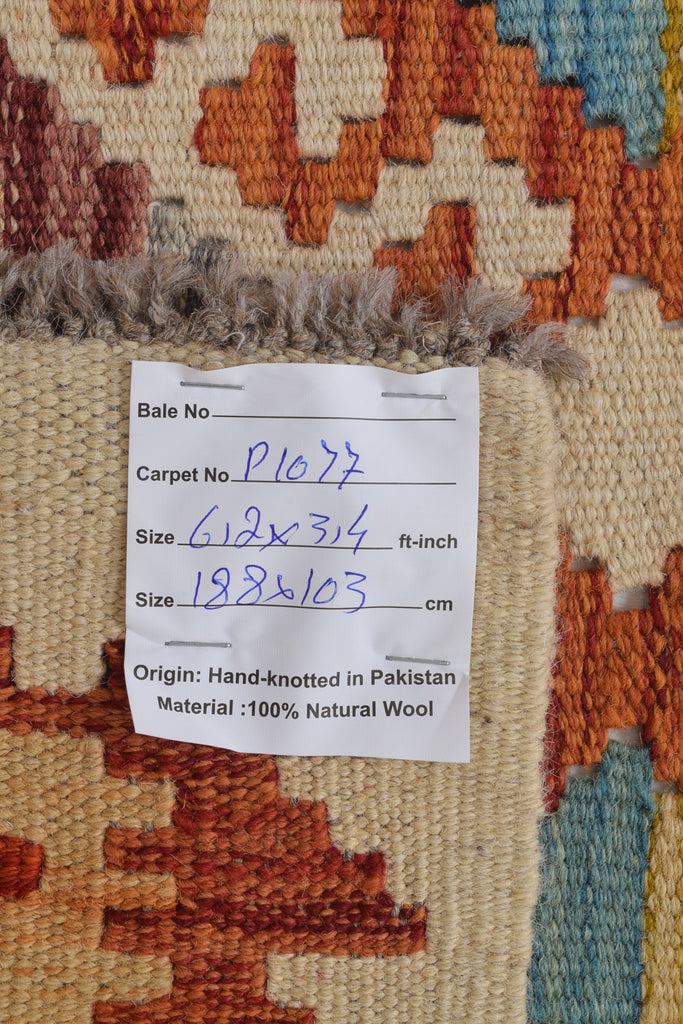 Bale No
Carpet No P1077
Size 6,2x3,4 ft-inch
Size 188x103 cm
Origin: Hand-knotted in Pakistan
Material :100% Natural Wool